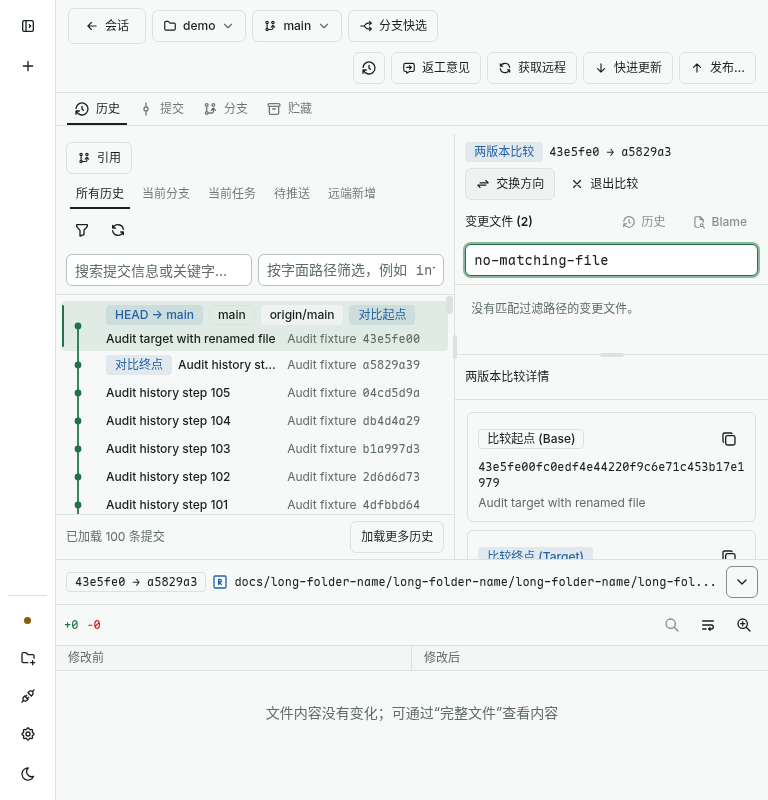 会话
demo
main
分支快选
返工意见
获取远程
快进更新
发布...
历史
提交
分支
贮藏
引用
所有历史
当前分支
当前任务
待推送
远端新增
搜索提交信息或关键字...
按字面路径筛选，例如 in
HEAD → main
main
origin/main
对比起点
Audit target with renamed file
Audit fixture
43e5fe00
对比终点
Audit history st...
Audit fixture
a5829a39
Audit history step 105
Audit fixture
04cd5d9a
Audit history step 104
Audit fixture
db4d4a29
Audit history step 103
Audit fixture
b1a997d3
Audit history step 102
Audit fixture
2d6d6d73
Audit history step 101
Audit fixture
4dfbbd64
已加载 100 条提交
加载更多历史
两版本比较
43e5fe0 → a5829a3
交换方向
退出比较
变更文件 (2)
历史
Blame
no-matching-file
没有匹配过滤路径的变更文件。
两版本比较详情
比较起点 (Base)
43e5fe00fc0edf4e44220f9c6e71c453b17e1
979
Audit target with renamed file
比较终点 (Target)
43e5fe0 → a5829a3
R
docs/long-folder-name/long-folder-name/long-folder-name/long-fol...
+0 -0
修改前
修改后
文件内容没有变化；可通过“完整文件”查看内容